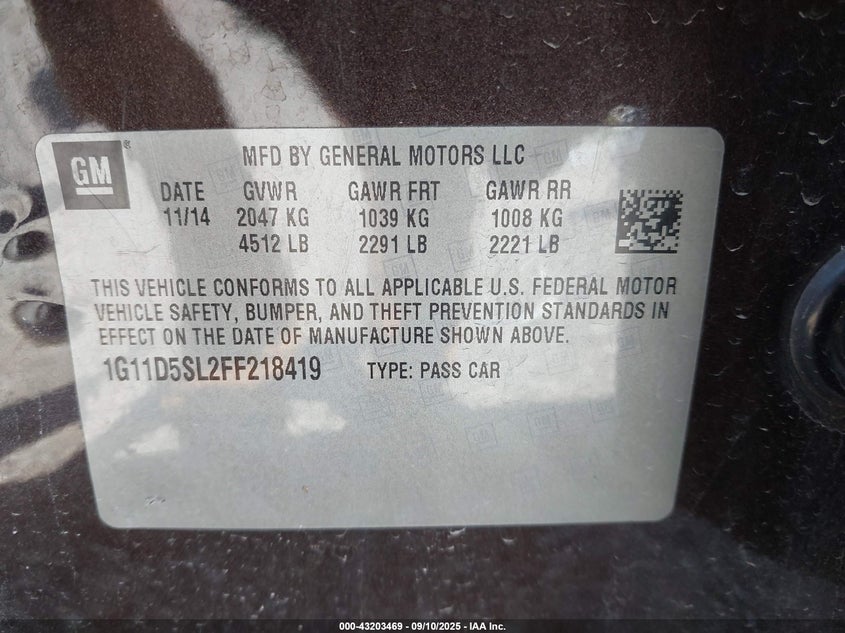 GM®
MFD BY GENERAL MOTORS LLC
DATE GVWR GAWR FRT GAWR RR
11/14 2047 KG 1039 KG 1008 KG
4512 LB 2291 LB 2221 LB
THIS VEHICLE CONFORMS TO ALL APPLICABLE U.S. FEDERAL MOTOR
VEHICLE SAFETY, BUMPER, AND THEFT PREVENTION STANDARDS IN
EFFECT ON THE DATE OF MANUFACTURE SHOWN ABOVE.
1G11D5SL2FF218419 TYPE: PASS CAR
000-43203469 - 09/10/2025 - IAA Inc.